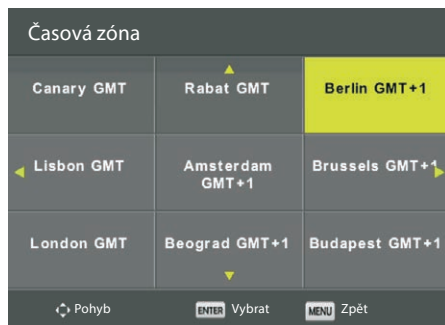 Časová zóna
Canary GMT
Rabat GMT
Berlin GMT+1
Lisbon GMT
Amsterdam
GMT+1
Brussels GMT+1
London GMT
Beograd GMT+1
Budapest GMT+1
Pohyb
ENTER Vybrat
MENU Zpět